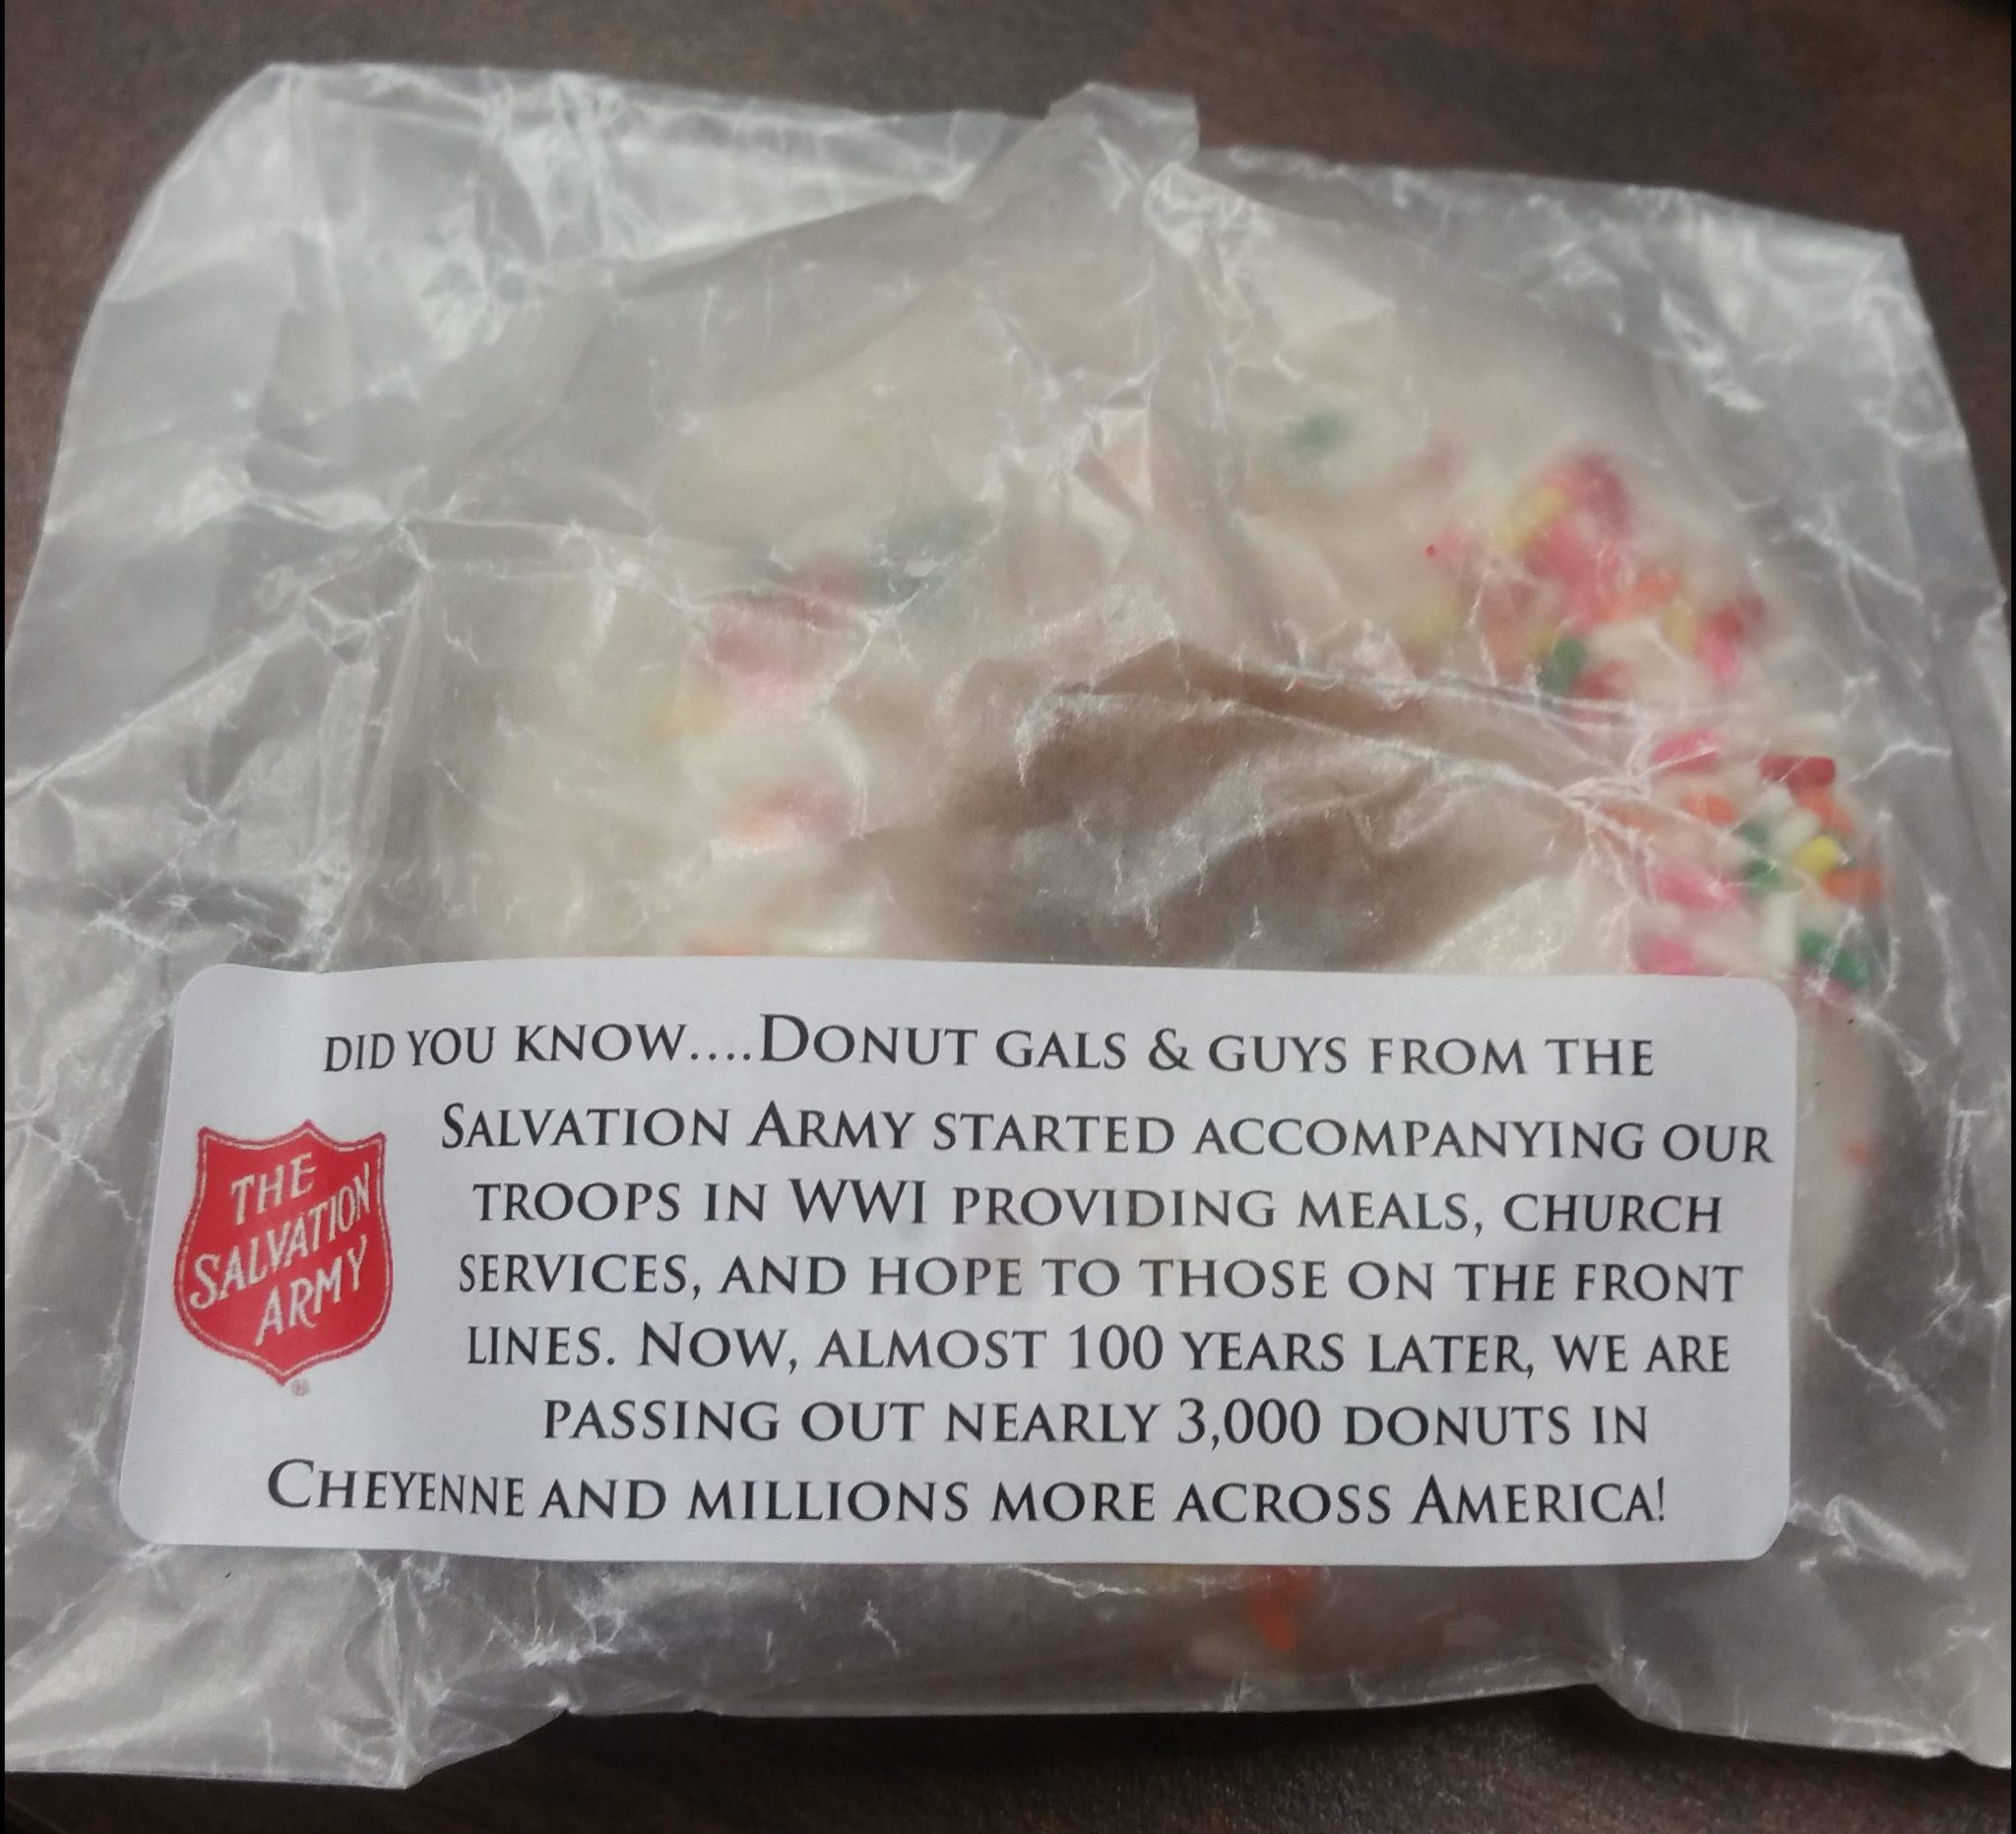 DID YOU KNOW....DONUT GALS & GUYS FROM THE
SALVATION ARMY STARTED ACCOMPANYING OUR
TROOPS IN WWI PROVIDING MEALS, CHURCH
SERVICES, AND HOPE TO THOSE ON THE FRONT
LINES. NOW, ALMOST 100 YEARS LATER, WE ARE
PASSING OUT NEARLY 3,000 DONUTS IN
CHEYENNE AND MILLIONS MORE ACROSS AMERICA!
THE
SALVATION
ARMY
®